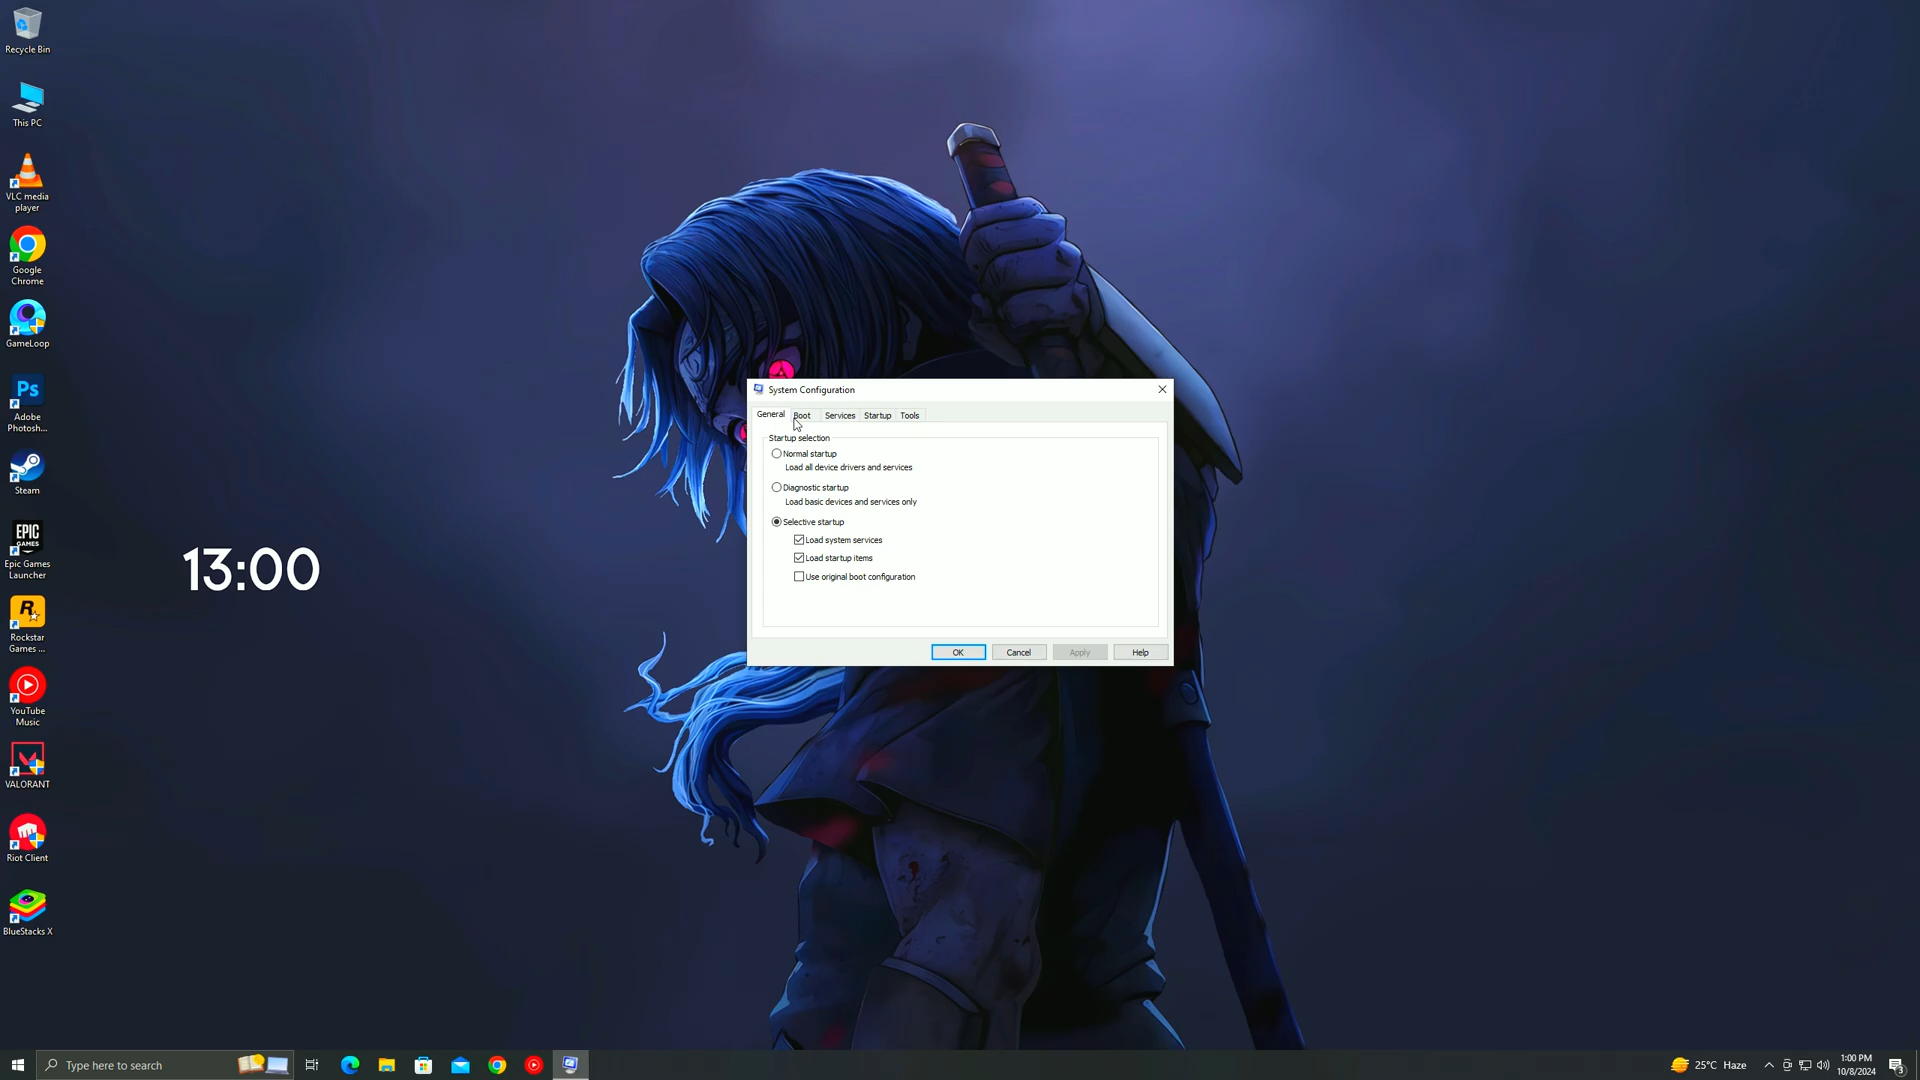 Recycle Bin
This PC
VLC media
player
Google
Chrome
GameLoop
Ps
Adobe
Photosh...
Steam
EPIC
GAMES
Epic Games
Launcher
R
Rockstar
Games ...
YouTube
Music
VALORANT
Riot Client
BlueStacks X
13:00
System Configuration
General Boot Services Startup Tools
Startup selection
Normal startup
Load all device drivers and services
Diagnostic startup
Load basic devices and services only
Selective startup
Load system services
Load startup items
Use original boot configuration
OK Cancel Apply Help
Type here to search
25°C Haze
1:00 PM
10/8/2024
3